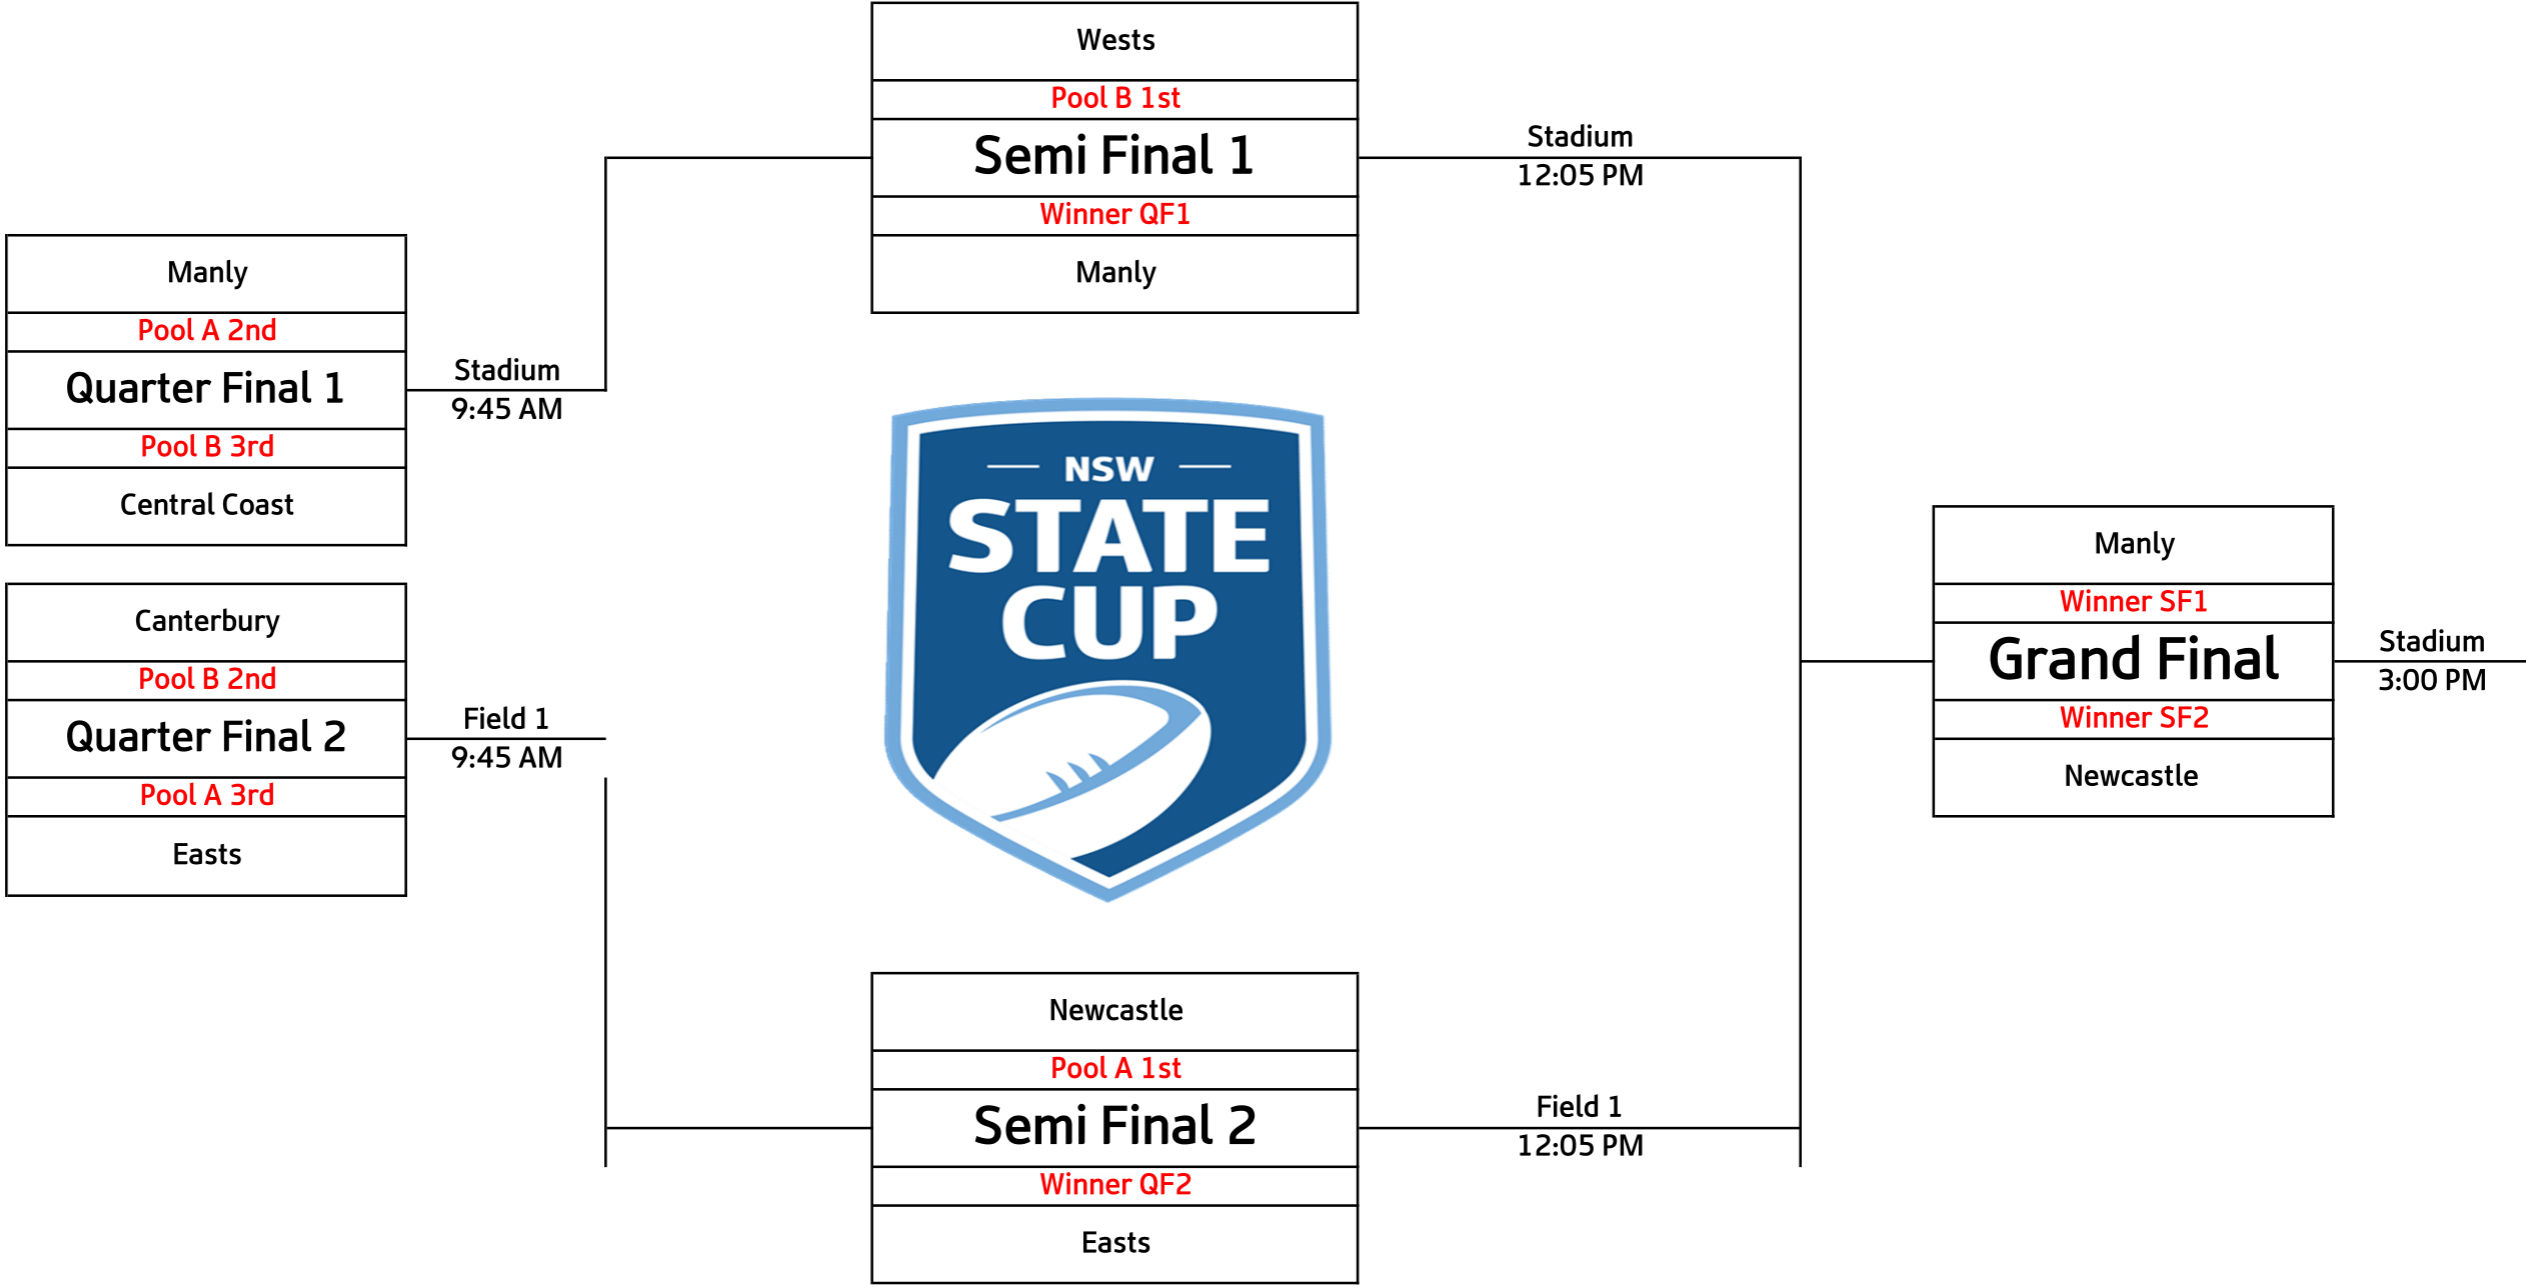 Manly
Pool A 2nd
Quarter Final 1
Pool B 3rd
Central Coast
Stadium
9:45 AM
Canterbury
Pool B 2nd
Quarter Final 2
Pool A 3rd
Easts
Field 1
9:45 AM
Wests
Pool B 1st
Semi Final 1
Winner QF1
Manly
Stadium
12:05 PM
NSW
STATE
CUP
Newcastle
Pool A 1st
Semi Final 2
Winner QF2
Easts
Field 1
12:05 PM
Manly
Winner SF1
Grand Final
Winner SF2
Newcastle
Stadium
3:00 PM